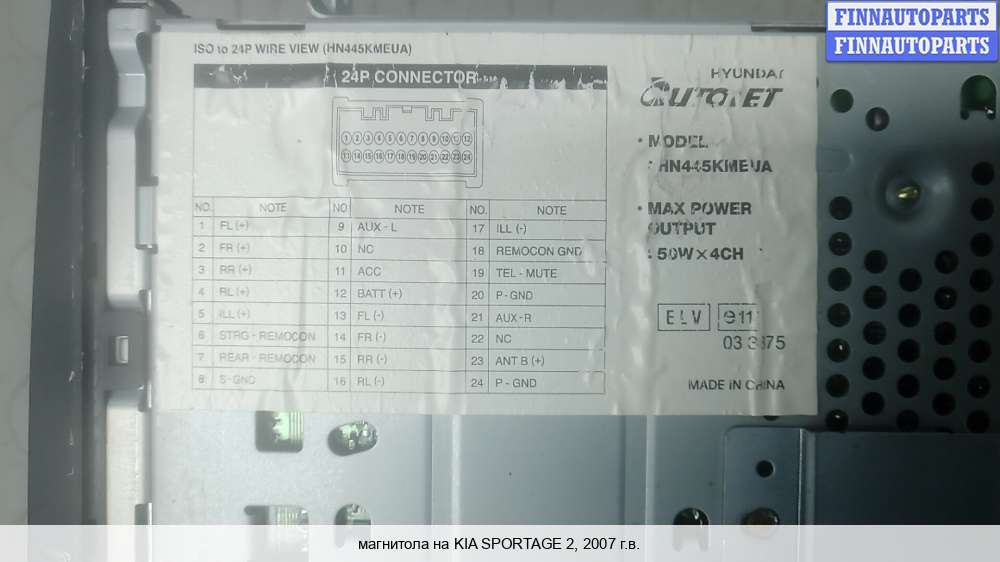 FINNAUTOPARTS
FINNAUTOPARTS
ISO to 24P WIRE VIEW (HN445KMEUA)
24P CONNECTOR
1 2 3 4 5 6 7 8 9 10 11 12
13 14 15 16 17 18 19 20 21 22 23 24
NO. NOTE NO. NOTE NO. NOTE
1 FL (+) 9 AUX - L 17 ILL (-)
2 FR (+) 10 NC 18 REMOCON GND
3 RR (+) 11 ACC 19 TEL - MUTE
4 RL (+) 12 BATT (+) 20 P - GND
5 ILL (+) 13 FL (-) 21 AUX - R
6 STRG - REMOCON 14 FR (-) 22 NC
7 REAR - REMOCON 15 RR (-) 23 ANT B (+)
8 S - GND 16 RL (-) 24 P - GND
HYUNDAI
AUTONET
• MODEL
: HN445KMEUA
• MAX POWER
OUTPUT
: 50W×4CH
ELV
MADE IN CHINA
магнитола на KIA SPORTAGE 2, 2007 г.в.